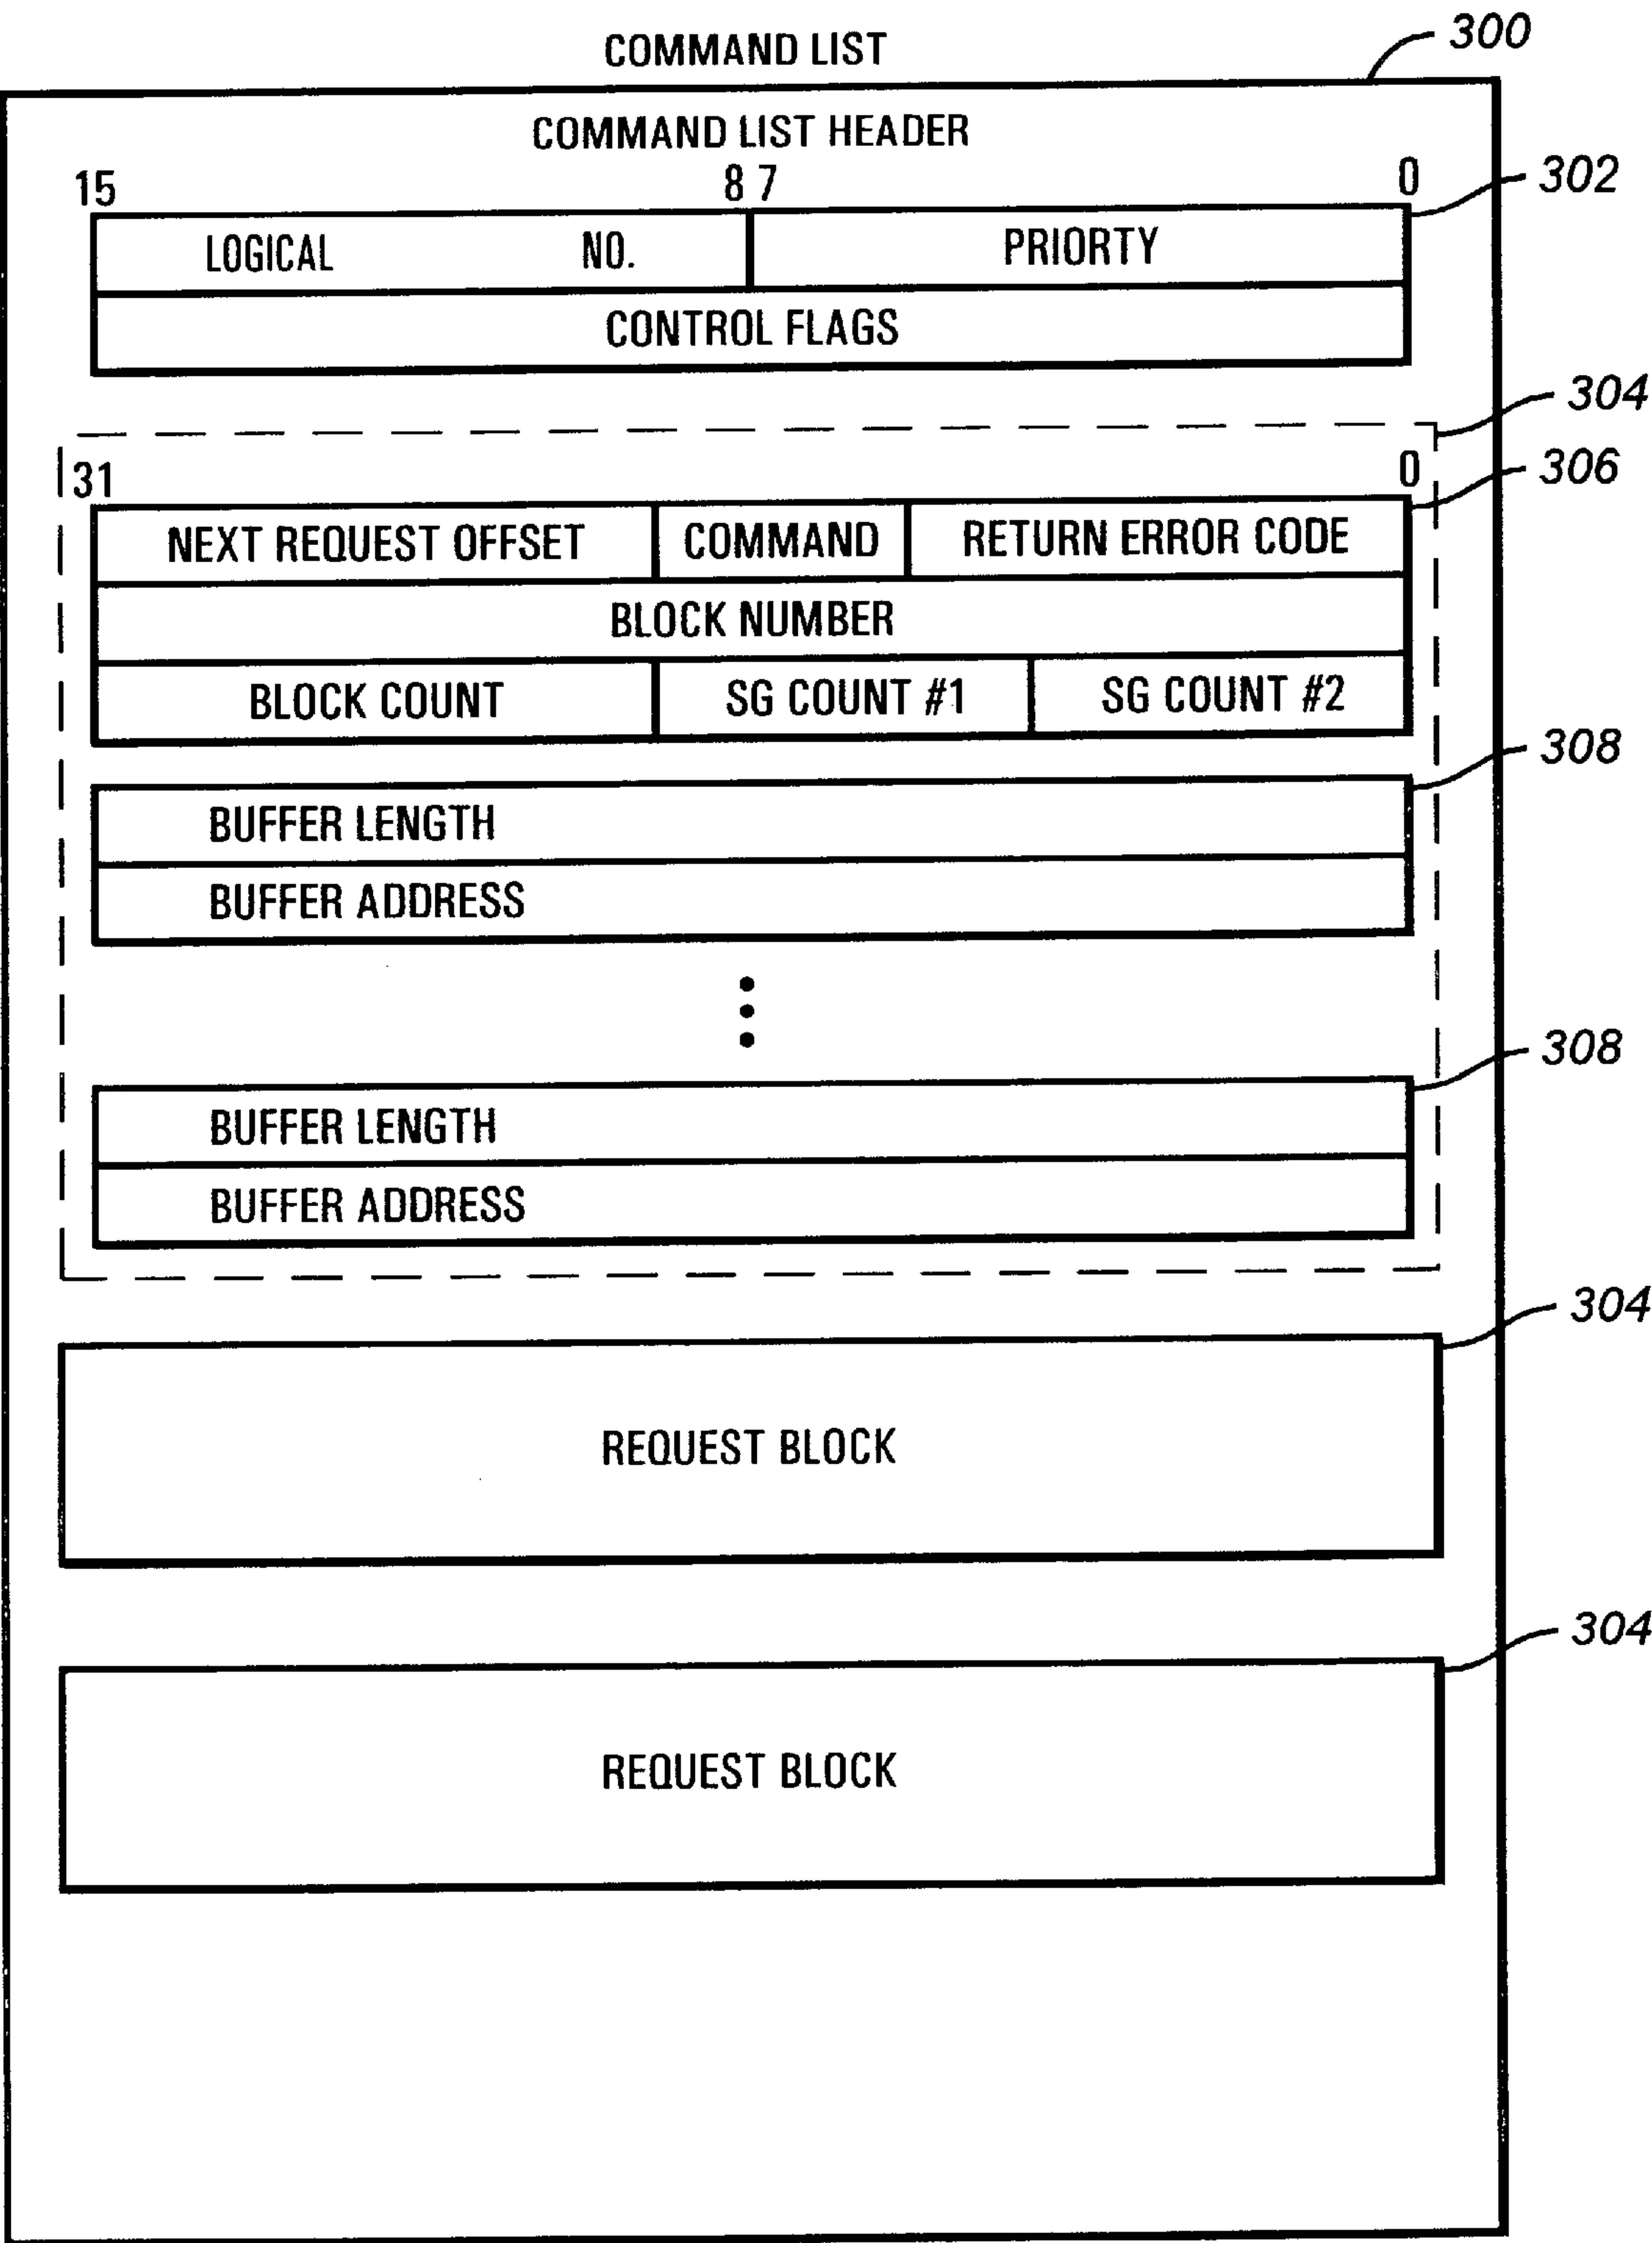 COMMAND LIST
300
COMMAND LIST HEADER
15 8 7 0
302
LOGICAL NO. PRIORTY
CONTROL FLAGS
304
31 0
306
NEXT REQUEST OFFSET COMMAND RETURN ERROR CODE
BLOCK NUMBER
BLOCK COUNT SG COUNT #1 SG COUNT #2
308
BUFFER LENGTH
BUFFER ADDRESS
308
BUFFER LENGTH
BUFFER ADDRESS
304
REQUEST BLOCK
304
REQUEST BLOCK